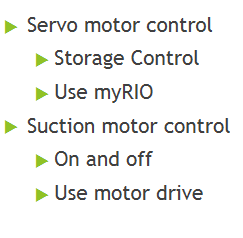 Servo motor control
Storage Control
Use myRIO
Suction motor control
On and off
Use motor drive